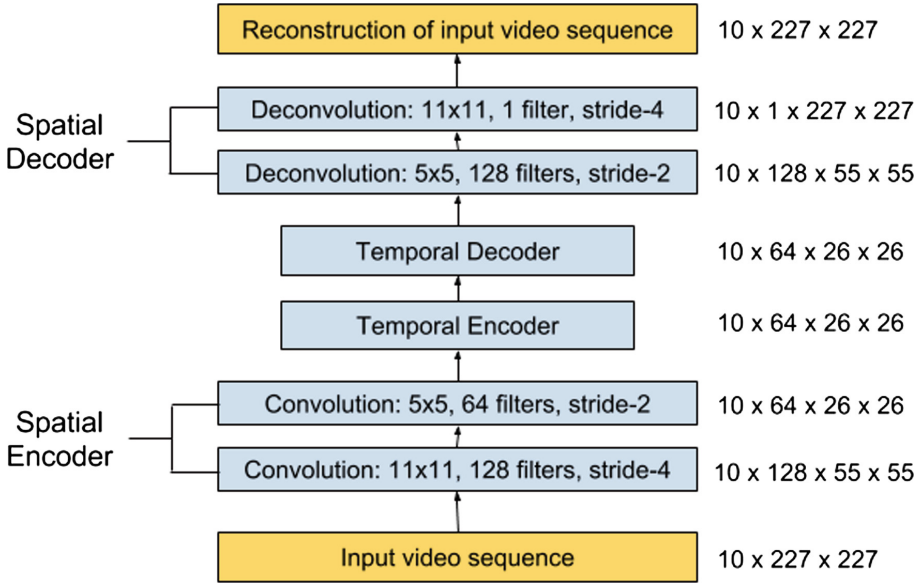 Reconstruction of input video sequence 10 x 227 x 227
Deconvolution: 11x11, 1 filter, stride-4 10 x 1 x 227 x 227
Spatial
Decoder
Deconvolution: 5x5, 128 filters, stride-2 10 x 128 x 55 x 55
Temporal Decoder 10 x 64 x 26 x 26
Temporal Encoder 10 x 64 x 26 x 26
Convolution: 5x5, 64 filters, stride-2 10 x 64 x 26 x 26
Spatial
Encoder
Convolution: 11x11, 128 filters, stride-4 10 x 128 x 55 x 55
Input video sequence 10 x 227 x 227